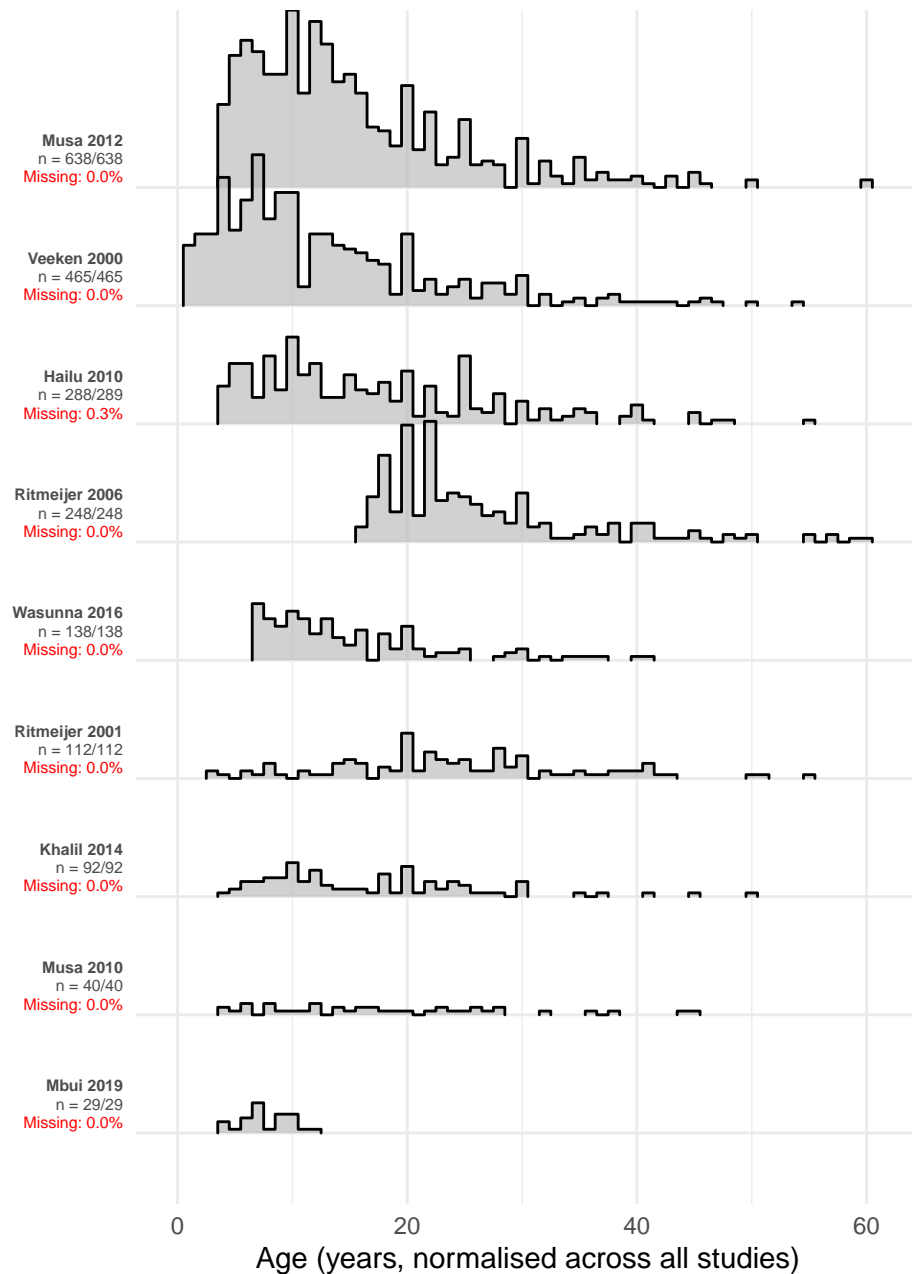 Musa 2012
n = 638/638
Missing: 0.0%
Veeken 2000
n = 465/465
Missing: 0.0%
Hailu 2010
n = 288/289
Missing: 0.3%
Ritmeijer 2006
n = 248/248
Missing: 0.0%
Wasunna 2016
n = 138/138
Missing: 0.0%
Ritmeijer 2001
n = 112/112
Missing: 0.0%
Khalil 2014
n = 92/92
Missing: 0.0%
Musa 2010
n = 40/40
Missing: 0.0%
Mbui 2019
n = 29/29
Missing: 0.0%
0 20 40 60
Age (years, normalised across all studies)